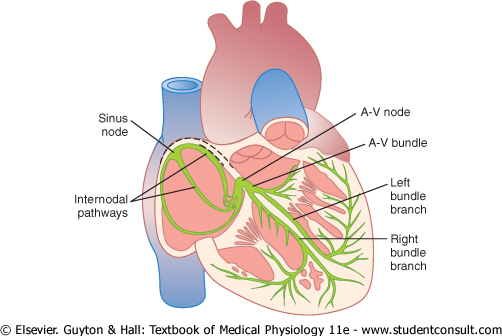 Sinus
node
Internodal
pathways
A-V node
A-V bundle
Left
bundle
branch
Right
bundle
branch
© Elsevier. Guyton & Hall: Textbook of Medical Physiology 11e - www.studentconsult.com